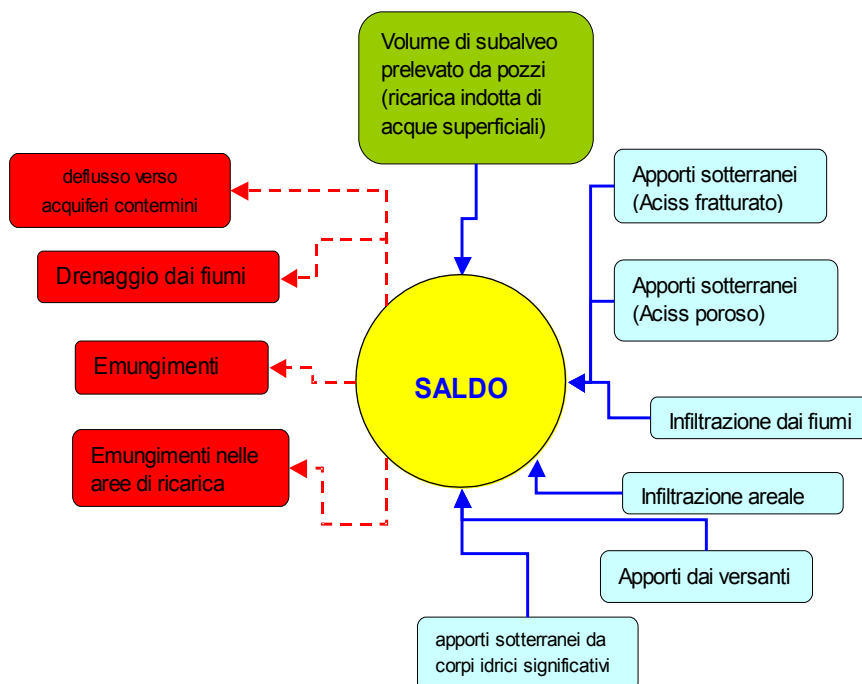 Volume di subalveo
prelevato da pozzi
(ricarica indotta di
acque superficiali)
deflusso verso
acquiferi contermini
Drenaggio dai fiumi
Emungimenti
Emungimenti nelle
aree di ricarica
SALDO
Apporti sotterranei
(Aciss fratturato)
Apporti sotterranei
(Aciss poroso)
Infiltrazione dai fiumi
Infiltrazione areale
Apporti dai versanti
apporti sotterranei da
corpi idrici significativi